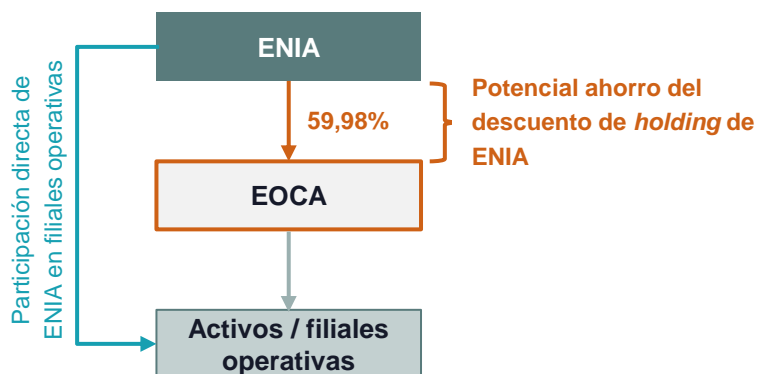 ENIA
Participación directa de
ENIA en filiales operativas
59,98%
Potencial ahorro del
descuento de holding de
ENIA
EOCA
Activos / filiales
operativas